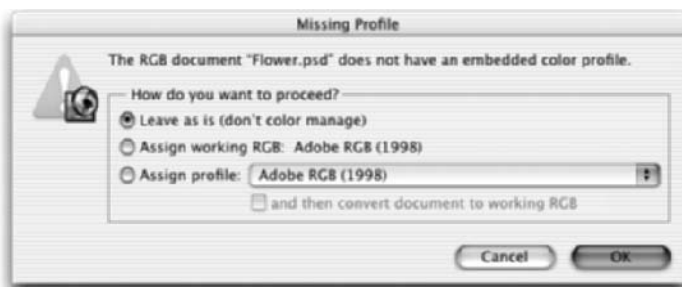 Missing Profile
The RGB document "Flower.psd" does not have an embedded color profile.
How do you want to proceed?
Leave as is (don't color manage)
Assign working RGB: Adobe RGB (1998)
Assign profile: Adobe RGB (1998)
and then convert document to working RGB
Cancel OK